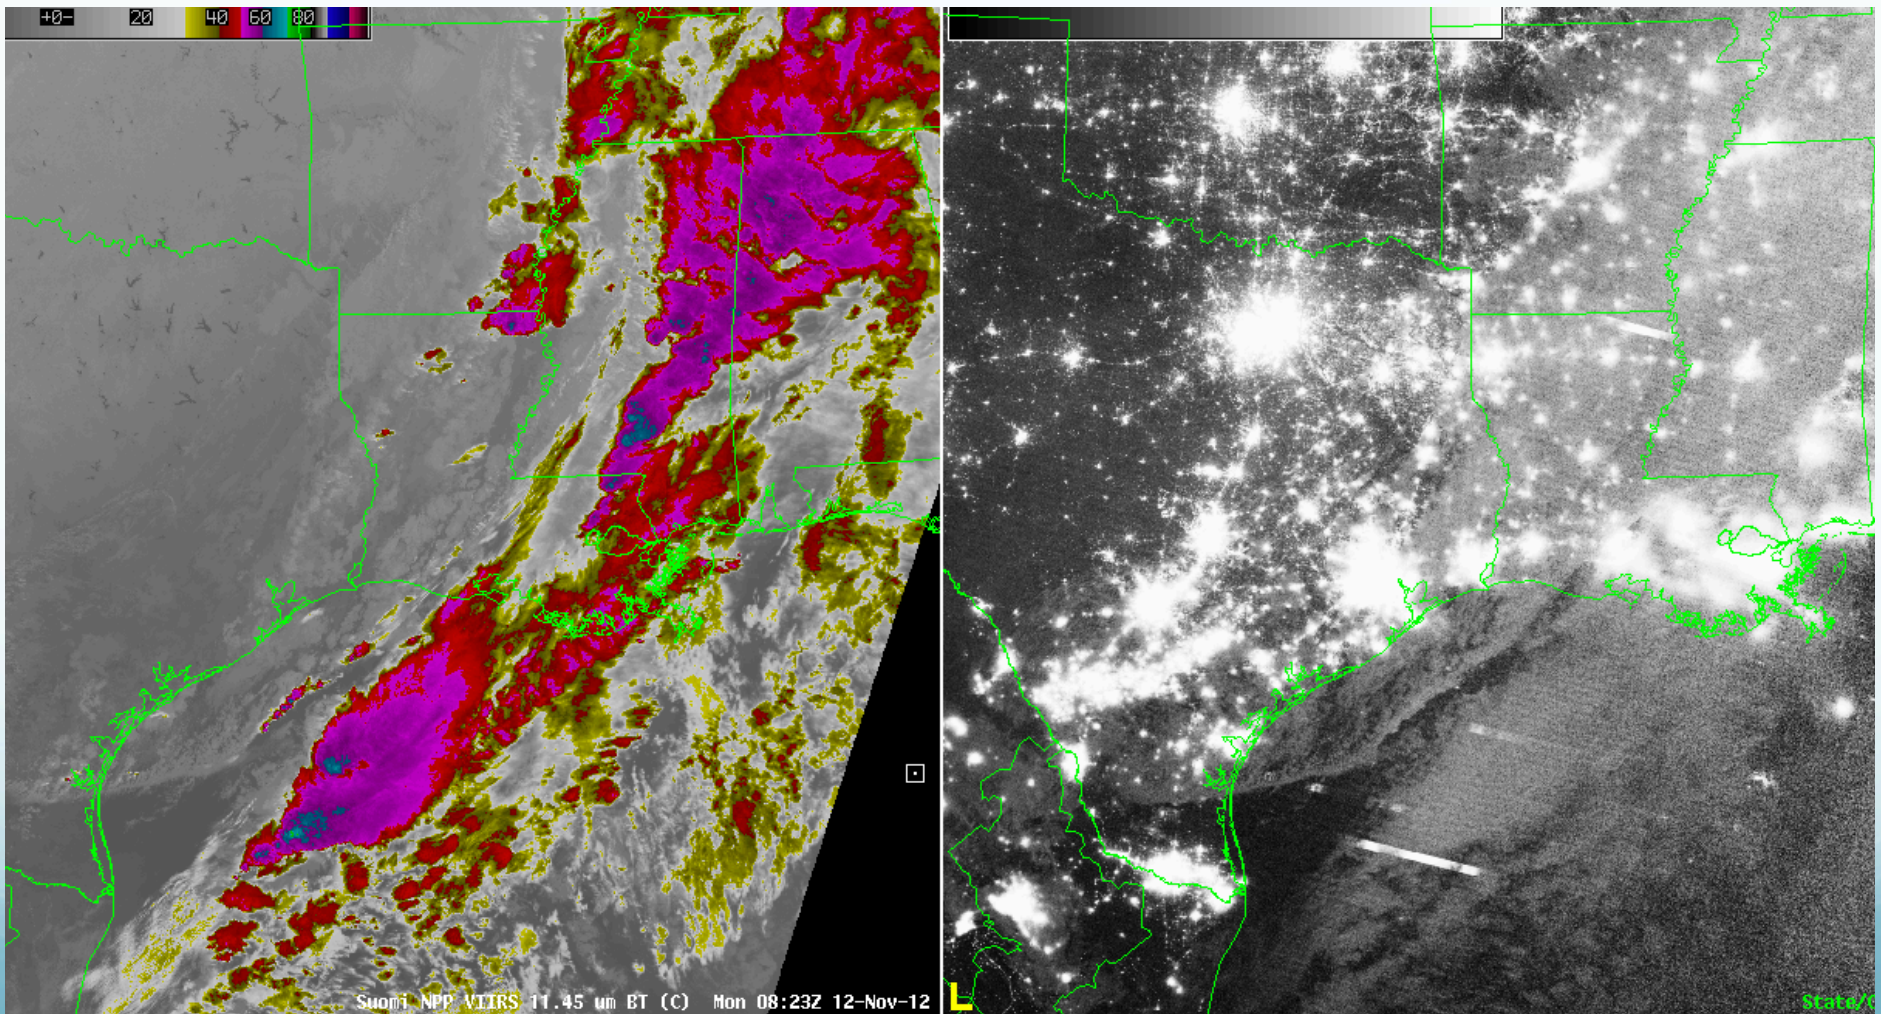 +0- 20 40 60 80
Suomi NPP VIIRS 11.45 um BT (C) Mon 08:23Z 12-Nov-12
L
State/C